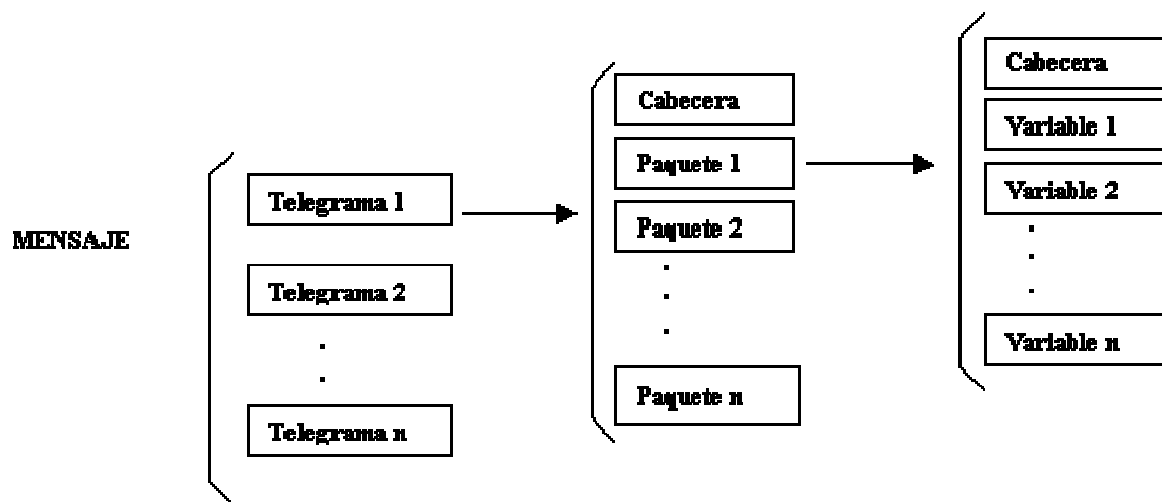 MENSAJE
Telegrama 1
Telegrama 2
Telegrama n
Cabecera
Paquete 1
Paquete 2
Paquete n
Cabecera
Variable 1
Variable 2
Variable n